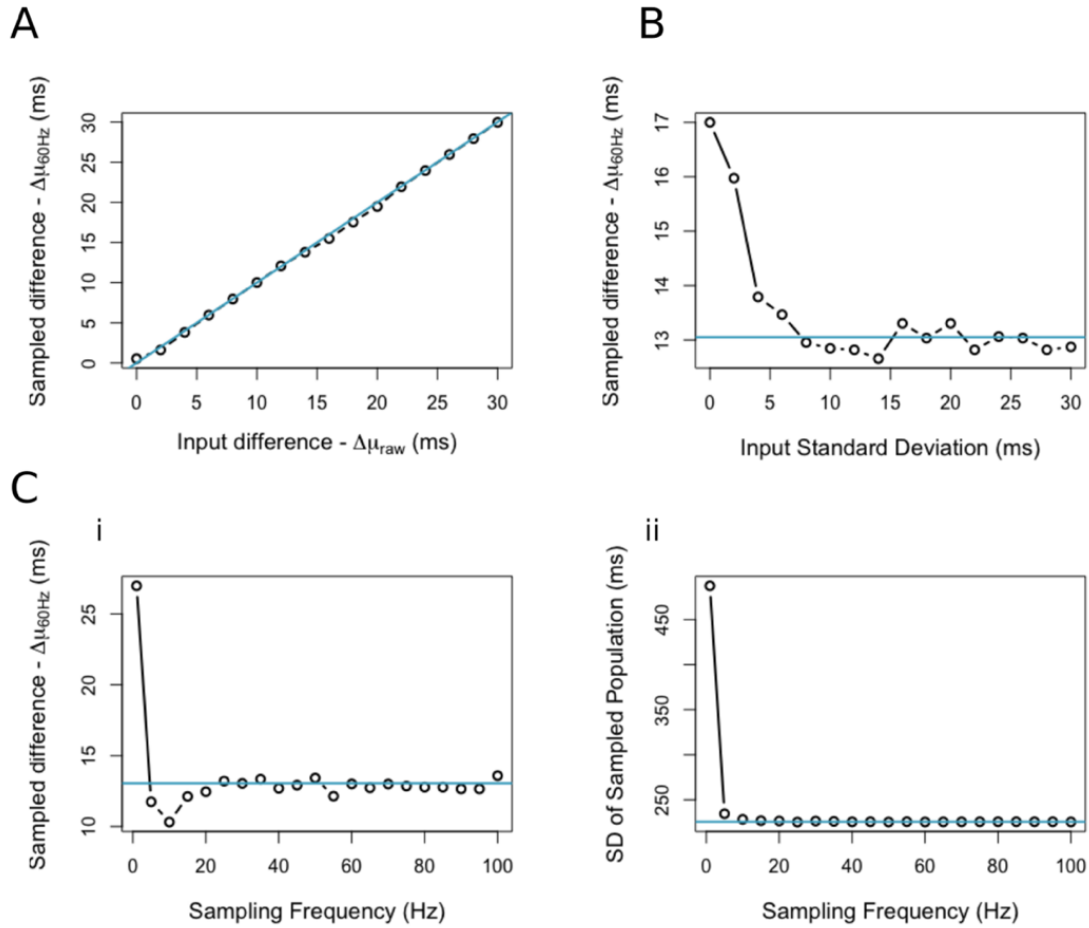 A
B
Sampled difference - Δμ60Hz (ms)
0 5 10 15 20 25 30
0 5 10 15 20 25 30
Input difference - Δμraw (ms)
Sampled difference - Δμ60Hz (ms)
13 14 15 16 17
0 5 10 15 20 25 30
Input Standard Deviation (ms)
C
i
ii
Sampled difference - Δμ60Hz (ms)
10 15 20 25
0 20 40 60 80 100
Sampling Frequency (Hz)
SD of Sampled Population (ms)
250 350 450
0 20 40 60 80 100
Sampling Frequency (Hz)